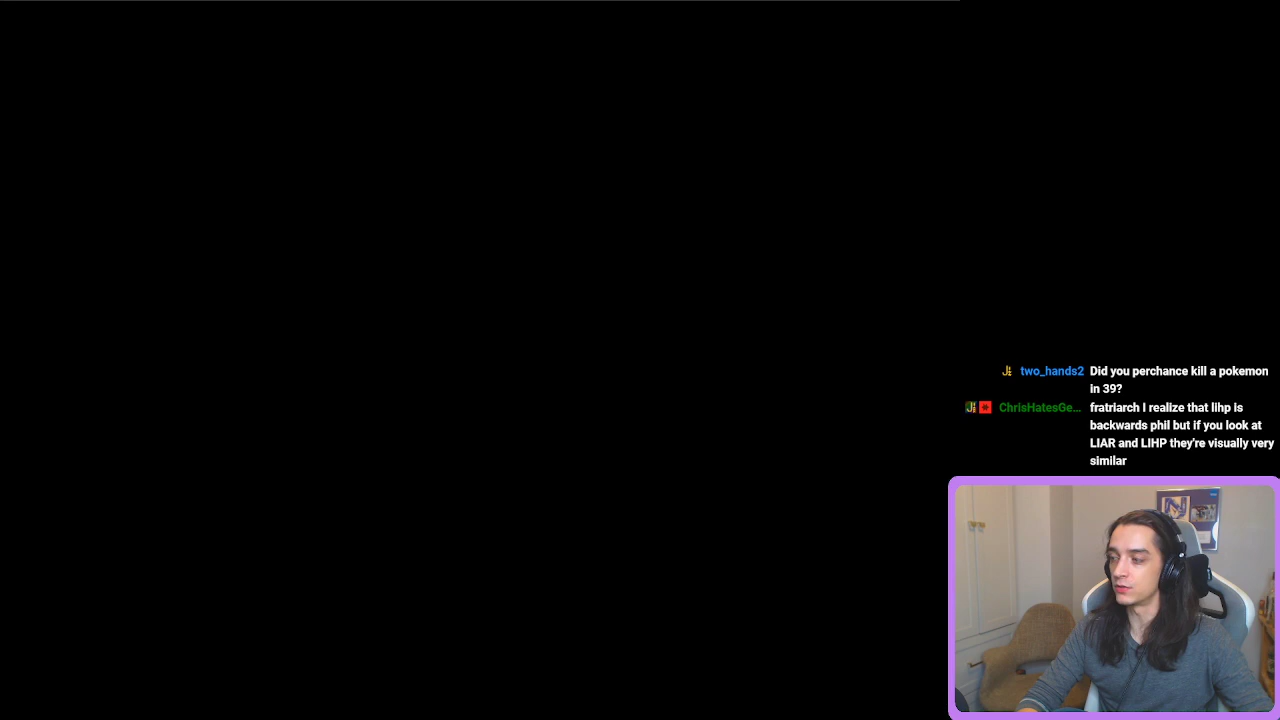 two_hands2 Did you perchance kill a pokemon
in 39?
ChrisHatesGe... fratriarch I realize that lihp is
backwards phil but if you look at
LIAR and LIHP they're visually very
similar